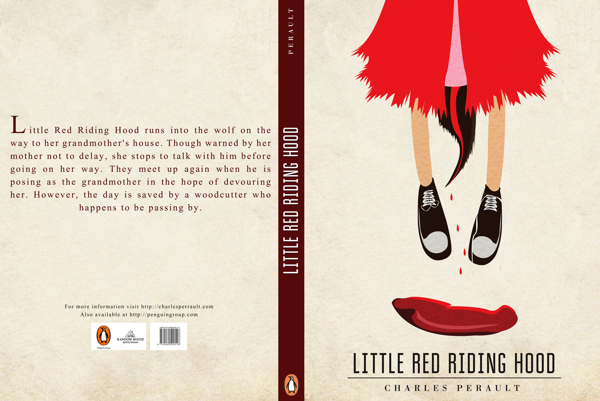 Little Red Riding Hood runs into the wolf on the
way to her grandmother's house. Though warned by her
mother not to delay, she stops to talk with him before
going on her way. They meet up again when he is
posing as the grandmother in the hope of devouring
her. However, the day is saved by a woodcutter who
happens to be passing by.
For more information visit http://charlesperrault.com
Also available at http://penguingroup.com
RANDOM HOUSE
PERAULT
LITTLE RED RIDING HOOD
LITTLE RED RIDING HOOD
CHARLES PERAULT